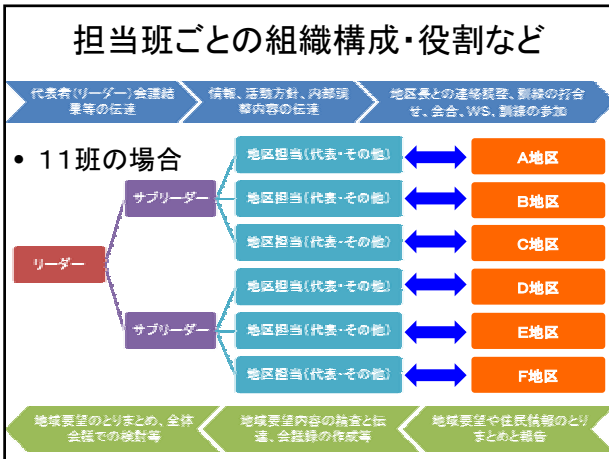 担当班ごとの組織構成・役割など
代表者(リーダー)会議結
果等の伝達
情報、活動方針、内部調
整内容の伝達
地区長との連絡調整、訓練の打合
せ、会合、WS、訓練の参加
• 11班の場合
リーダー
サブリーダー
サブリーダー
地区担当(代表・その他)
地区担当(代表・その他)
地区担当(代表・その他)
地区担当(代表・その他)
地区担当(代表・その他)
地区担当(代表・その他)
A地区
B地区
C地区
D地区
E地区
F地区
地域要望のとりまとめ、全体
会議での検討等
地域要望内容の精査と伝
達、会議録の作成等
地域要望や住民情報のとり
まとめと報告